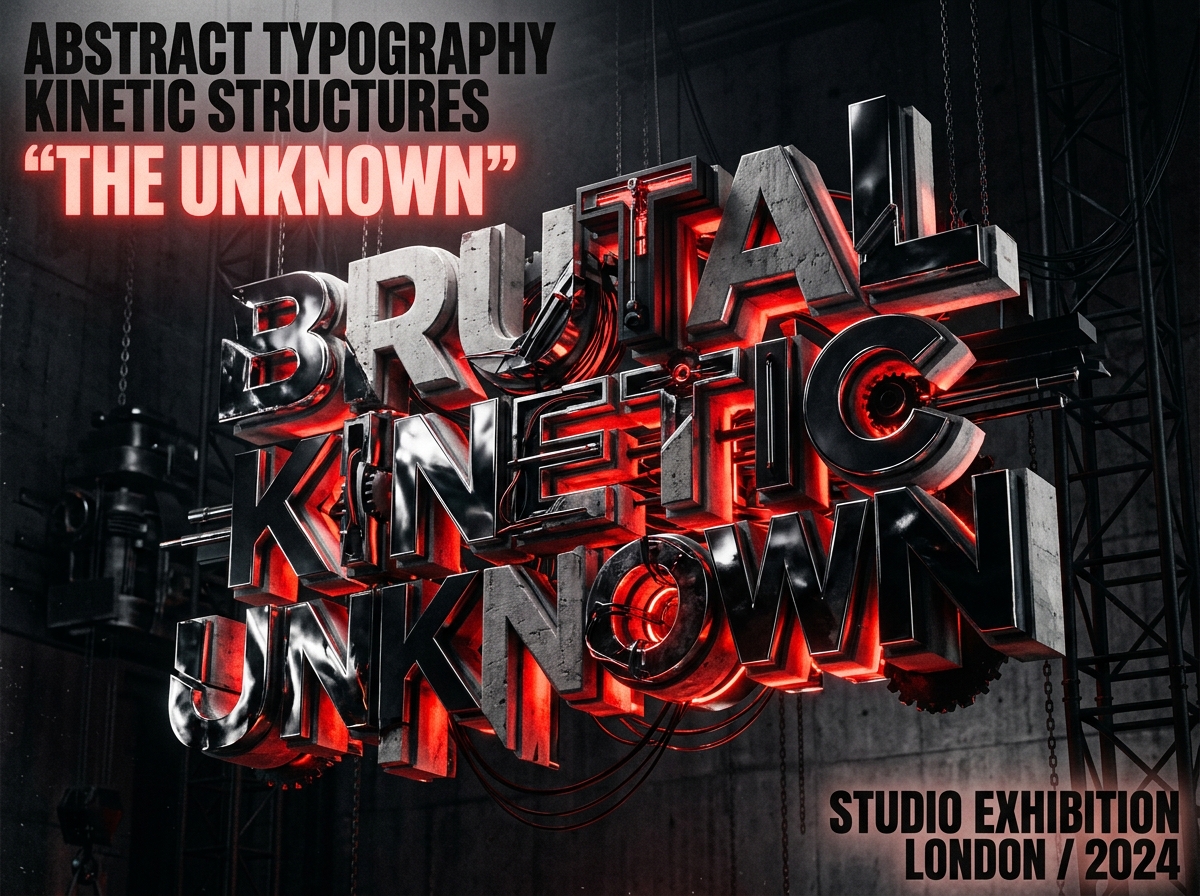 ABSTRACT TYPOGRAPHY
KINETIC STRUCTURES
“THE UNKNOWN”
BRUTAL
KINETIC
UNKNOWN
STUDIO EXHIBITION
LONDON / 2024